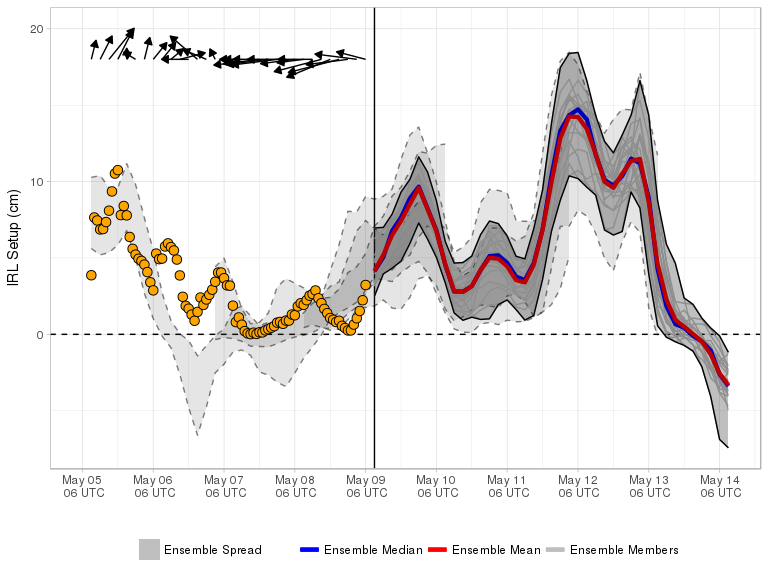 20
10
0
IRL Setup (cm)
May 05 May 06 May 07 May 08 May 09 May 10 May 11 May 12 May 13 May 14
06 UTC 06 UTC 06 UTC 06 UTC 06 UTC 06 UTC 06 UTC 06 UTC 06 UTC 06 UTC
Ensemble Spread Ensemble Median Ensemble Mean Ensemble Members